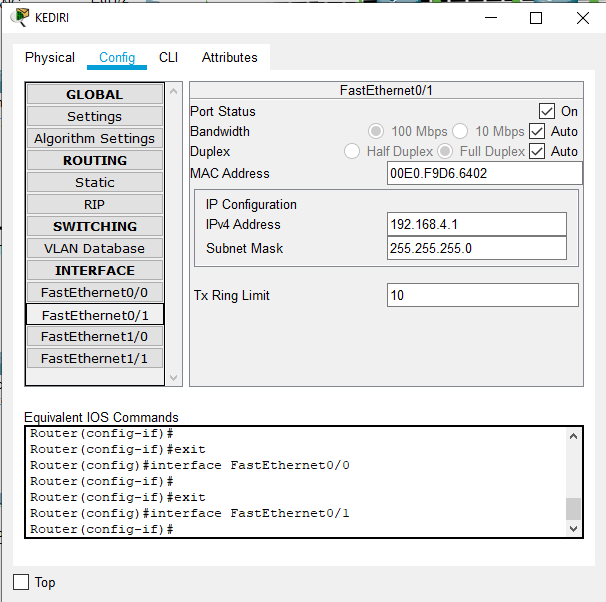 KEDIRI
Physical Config CLI Attributes
GLOBAL
Settings
Algorithm Settings
ROUTING
Static
RIP
SWITCHING
VLAN Database
INTERFACE
FastEthernet0/0
FastEthernet0/1
FastEthernet1/0
FastEthernet1/1
FastEthernet0/1
Port Status On
Bandwidth 100 Mbps 10 Mbps Auto
Duplex Half Duplex Full Duplex Auto
MAC Address 00E0.F9D6.6402
IP Configuration
IPv4 Address 192.168.4.1
Subnet Mask 255.255.255.0
Tx Ring Limit 10
Equivalent IOS Commands
Router(config-if)#
Router(config-if)#exit
Router(config)#interface FastEthernet0/0
Router(config-if)#
Router(config-if)#exit
Router(config)#interface FastEthernet0/1
Router(config-if)#
Top